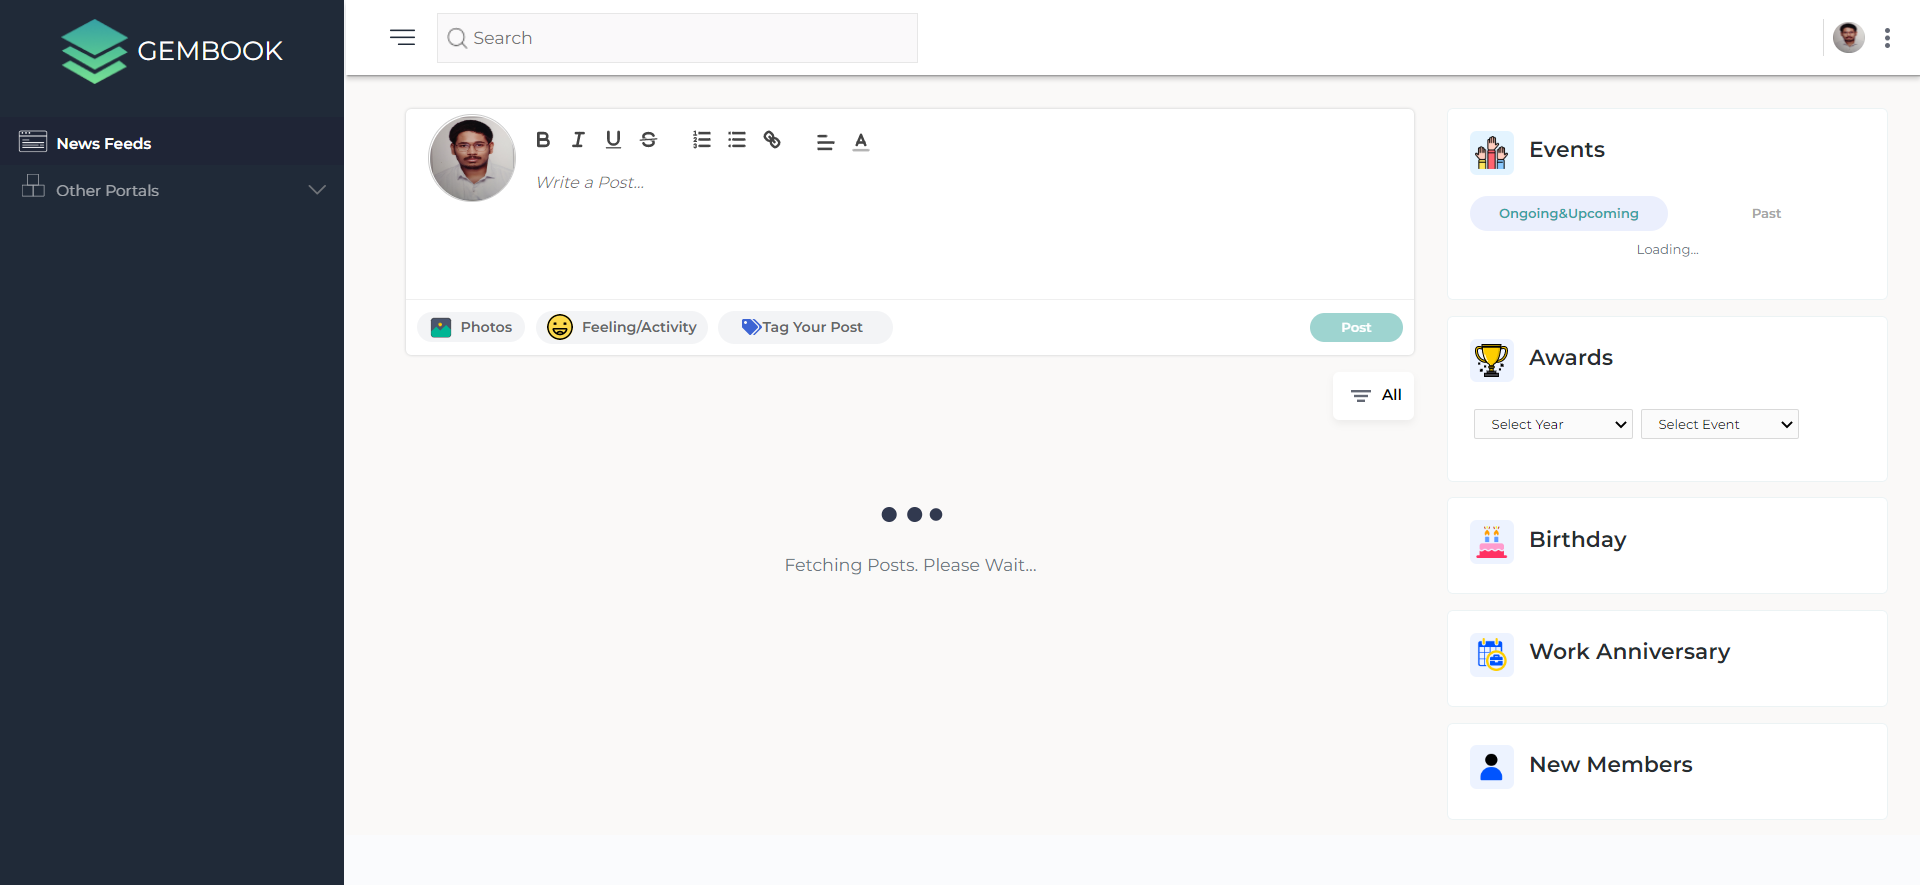 GEMBOOK
Search
News Feeds
Other Portals
Write a Post...
Photos
Feeling/Activity
Tag Your Post
Post
All
Fetching Posts. Please Wait...
Events
Ongoing&Upcoming
Past
Loading...
Awards
Select Year
Select Event
Birthday
Work Anniversary
New Members